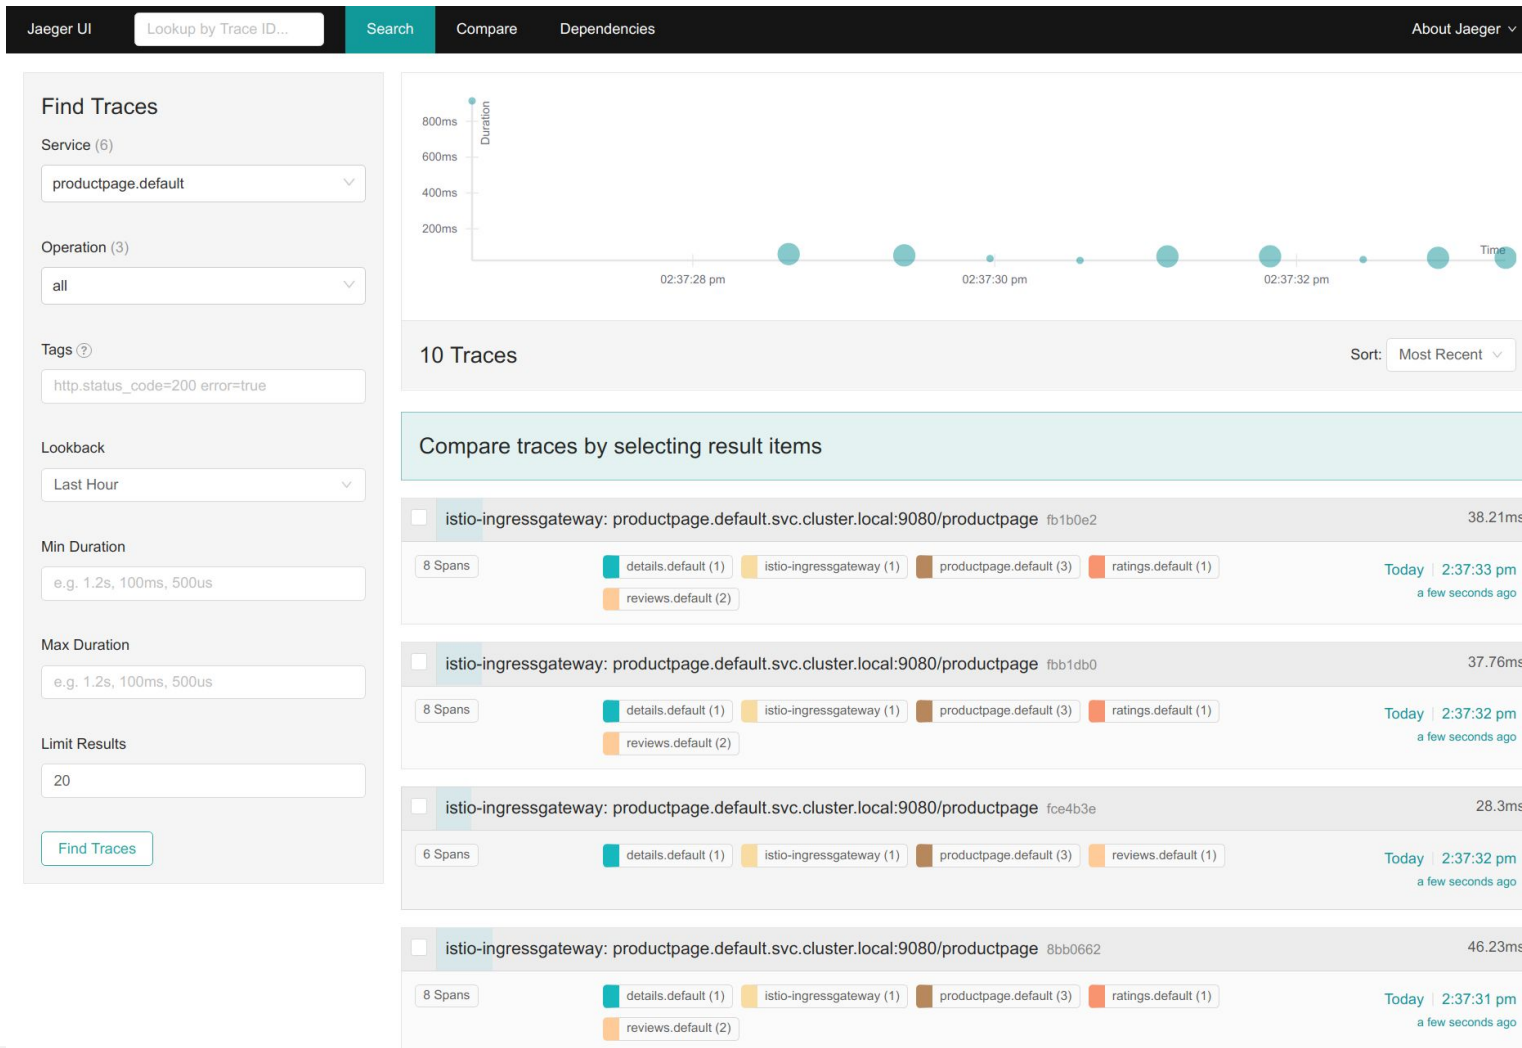 Jaeger UI Lookup by Trace ID... Search Compare Dependencies About Jaeger
Find Traces
Service (6)
productpage.default
Operation (3)
all
Tags ?
http.status_code=200 error=true
Lookback
Last Hour
Min Duration
e.g. 1.2s, 100ms, 500us
Max Duration
e.g. 1.2s, 100ms, 500us
Limit Results
20
Find Traces
Duration
800ms
600ms
400ms
200ms
Time
02:37:28 pm 02:37:30 pm 02:37:32 pm
10 Traces Sort: Most Recent
Compare traces by selecting result items
istio-ingressgateway: productpage.default.svc.cluster.local:9080/productpage fb1b0e2 38.21ms
8 Spans details.default (1) istio-ingressgateway (1) productpage.default (3) ratings.default (1) Today 2:37:33 pm
reviews.default (2) a few seconds ago
istio-ingressgateway: productpage.default.svc.cluster.local:9080/productpage fbb1db0 37.76ms
8 Spans details.default (1) istio-ingressgateway (1) productpage.default (3) ratings.default (1) Today 2:37:32 pm
reviews.default (2) a few seconds ago
istio-ingressgateway: productpage.default.svc.cluster.local:9080/productpage fce4b3e 28.3ms
6 Spans details.default (1) istio-ingressgateway (1) productpage.default (3) reviews.default (1) Today 2:37:32 pm
a few seconds ago
istio-ingressgateway: productpage.default.svc.cluster.local:9080/productpage 8bb0662 46.23ms
8 Spans details.default (1) istio-ingressgateway (1) productpage.default (3) ratings.default (1) Today 2:37:31 pm
reviews.default (2) a few seconds ago